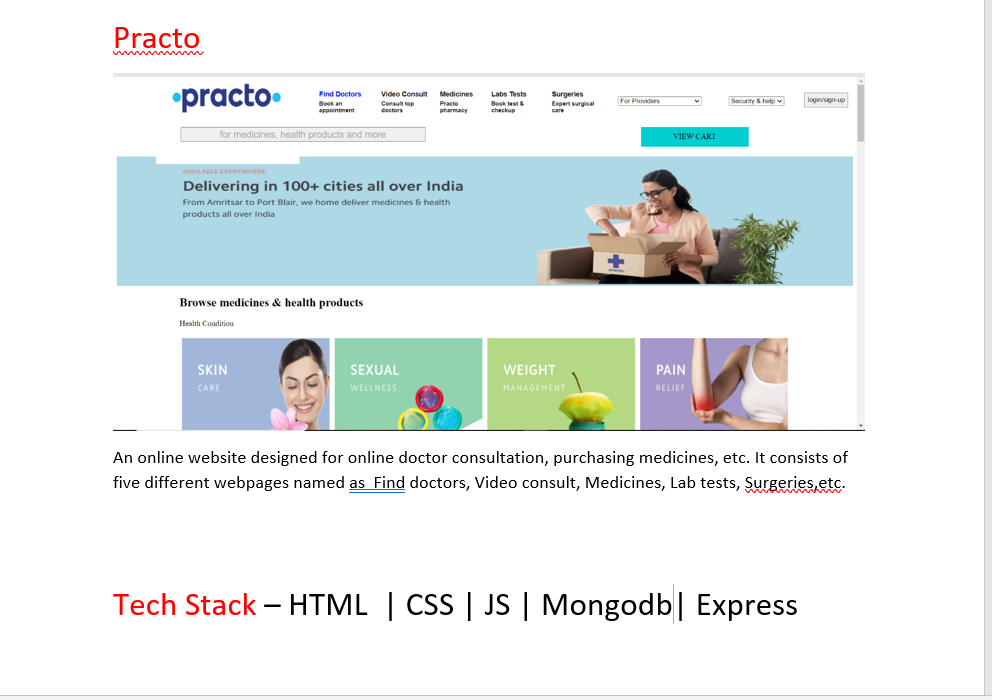 Practo
practo
Find Doctors Video Consult Medicines Labs Tests Surgeries
Book an Consult top Practo Book test & Expert surgical
appointment doctors pharmacy checkup care
For Providers Security & help login/sign-up
for medicines, health products and more VIEW CART
AVAILABLE EVERYWHERE
Delivering in 100+ cities all over India
From Amritsar to Port Blair, we home deliver medicines & health
products all over India
Browse medicines & health products
Health Condition
SKIN SEXUAL WEIGHT PAIN
CARE WELLNESS MANAGEMENT RELIEF
An online website designed for online doctor consultation, purchasing medicines, etc. It consists of
five different webpages named as  Find doctors, Video consult, Medicines, Lab tests, Surgeries,etc.
Tech Stack – HTML  | CSS | JS | Mongodb| Express